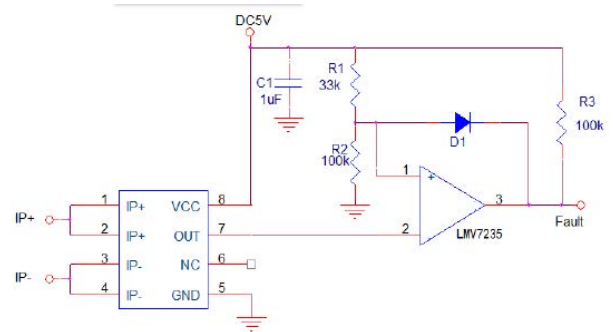 DC5V
C1
1uF
R1
33k
R2
100k
D1
R3
100k
1
+
2
-
3
LMV7235
Fault
IP+
IP-
1 IP+ VCC 8
2 IP+ OUT 7
3 IP- NC 6
4 IP- GND 5